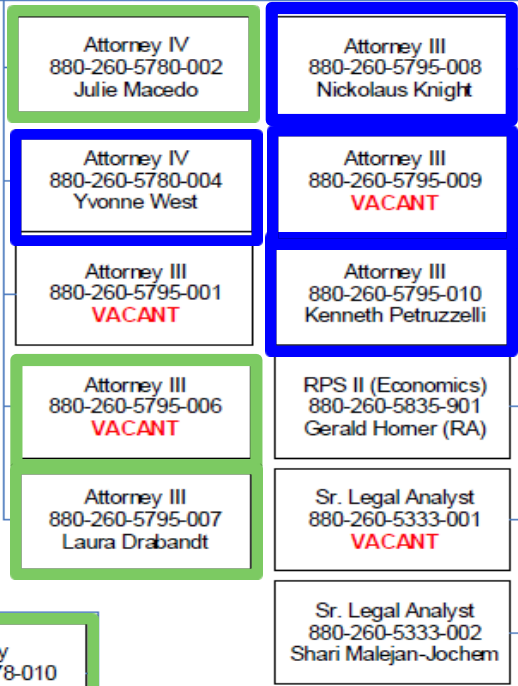 Attorney IV
880-260-5780-002
Julie Macedo
Attorney IV
880-260-5780-004
Yvonne West
Attorney III
880-260-5795-001
VACANT
Attorney III
880-260-5795-006
VACANT
Attorney III
880-260-5795-007
Laura Drabandt
y
78-010
Attorney III
880-260-5795-008
Nickolaus Knight
Attorney III
880-260-5795-009
VACANT
Attorney III
880-260-5795-010
Kenneth Petruzzelli
RPS II (Economics)
880-260-5835-901
Gerald Horner (RA)
Sr. Legal Analyst
880-260-5333-001
VACANT
Sr. Legal Analyst
880-260-5333-002
Shari Malejan-Jochem